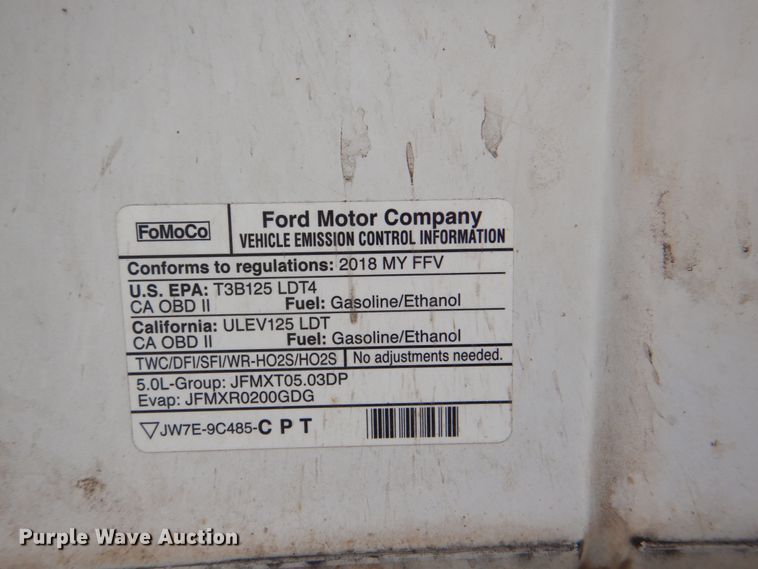 FoMoCo
Ford Motor Company
VEHICLE EMISSION CONTROL INFORMATION
Conforms to regulations: 2018 MY FFV
U.S. EPA: T3B125 LDT4
CA OBD II Fuel: Gasoline/Ethanol
California: ULEV125 LDT
CA OBD II Fuel: Gasoline/Ethanol
TWC/DFI/SFI/WR-HO2S/HO2S No adjustments needed.
5.0L-Group: JFMXT05.03DP
Evap: JFMXR0200GDG
JW7E-9C485-C P T
Purple Wave Auction